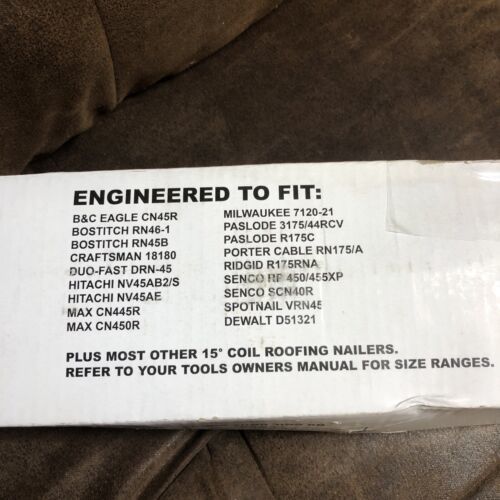 ENGINEERED TO FIT:
B&C EAGLE CN45R
BOSTITCH RN46-1
BOSTITCH RN45B
CRAFTSMAN 18180
DUO-FAST DRN-45
HITACHI NV45AB2/S
HITACHI NV45AE
MAX CN445R
MAX CN450R
MILWAUKEE 7120-21
PASLODE 3175/44RCV
PASLODE R175C
PORTER CABLE RN175/A
RIDGID R175RNA
SENCO RF 450/455XP
SENCO SCN40R
SPOTNAIL VRN45
DEWALT D51321
PLUS MOST OTHER 15° COIL ROOFING NAILERS.
REFER TO YOUR TOOLS OWNERS MANUAL FOR SIZE RANGES.